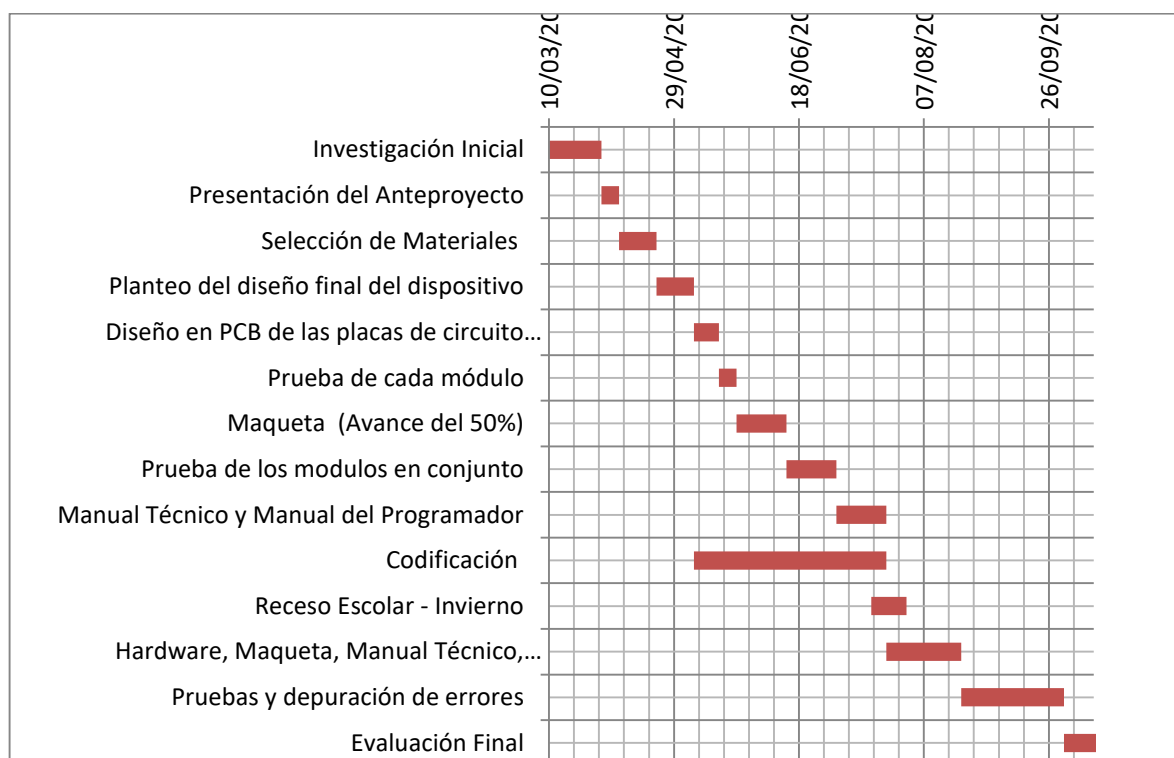 10/03/20
29/04/20
18/06/20
07/08/20
26/09/20
Investigación Inicial
Presentación del Anteproyecto
Selección de Materiales
Planteo del diseño final del dispositivo
Diseño en PCB de las placas de circuito...
Prueba de cada módulo
Maqueta  (Avance del 50%)
Prueba de los modulos en conjunto
Manual Técnico y Manual del Programador
Codificación
Receso Escolar - Invierno
Hardware, Maqueta, Manual Técnico,...
Pruebas y depuración de errores
Evaluación Final